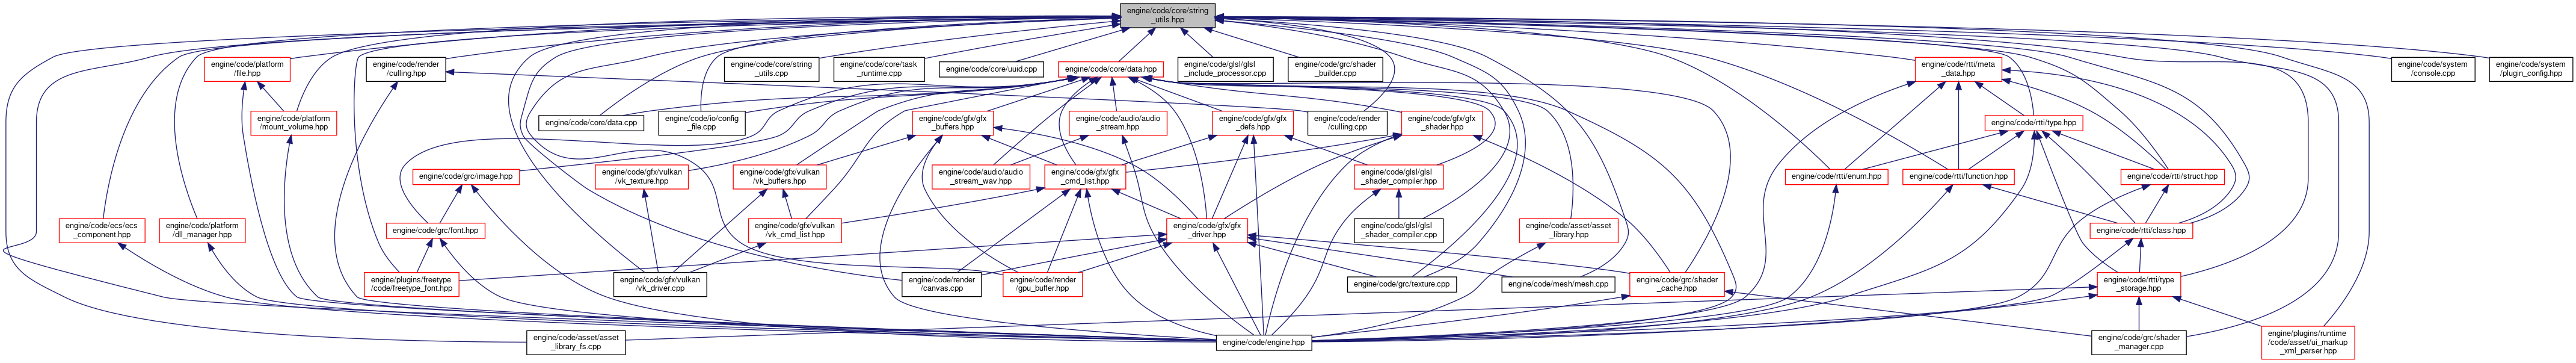 engine/code/core/string
_utils.hpp
engine/code/platform
/file.hpp
engine/code/render
/culling.hpp
engine/code/core/string
_utils.cpp
engine/code/core/task
_runtime.cpp
engine/code/core/uuid.cpp
engine/code/core/data.hpp
engine/code/glsl/glsl
_include_processor.cpp
engine/code/grc/shader
_builder.cpp
engine/code/rtti/meta
_data.hpp
engine/code/system
/console.cpp
engine/code/system
/plugin_config.hpp
engine/code/platform
/mount_volume.hpp
engine/code/core/data.cpp
engine/code/io/config
_file.cpp
engine/code/gfx/gfx
_buffers.hpp
engine/code/audio/audio
_stream.hpp
engine/code/gfx/gfx
_defs.hpp
engine/code/render
/culling.cpp
engine/code/gfx/gfx
_shader.hpp
engine/code/rtti/type.hpp
engine/code/grc/image.hpp
engine/code/gfx/vulkan
/vk_texture.hpp
engine/code/gfx/vulkan
/vk_buffers.hpp
engine/code/audio/audio
_stream_wav.hpp
engine/code/gfx/gfx
_cmd_list.hpp
engine/code/glsl/glsl
_shader_compiler.hpp
engine/code/rtti/enum.hpp
engine/code/rtti/function.hpp
engine/code/rtti/struct.hpp
engine/code/ecs/ecs
_component.hpp
engine/code/platform
/dll_manager.hpp
engine/code/grc/font.hpp
engine/code/gfx/vulkan
/vk_cmd_list.hpp
engine/code/gfx/gfx
_driver.hpp
engine/code/glsl/glsl
_shader_compiler.cpp
engine/code/asset/asset
_library.hpp
engine/code/rtti/class.hpp
engine/plugins/freetype
/code/freetype_font.hpp
engine/code/gfx/vulkan
/vk_driver.cpp
engine/code/render
/canvas.cpp
engine/code/render
/gpu_buffer.hpp
engine/code/grc/texture.cpp
engine/code/mesh/mesh.cpp
engine/code/grc/shader
_cache.hpp
engine/code/rtti/type
_storage.hpp
engine/code/asset/asset
_library_fs.cpp
engine/code/engine.hpp
engine/code/grc/shader
_manager.cpp
engine/plugins/runtime
/code/asset/ui_markup
_xml_parser.hpp